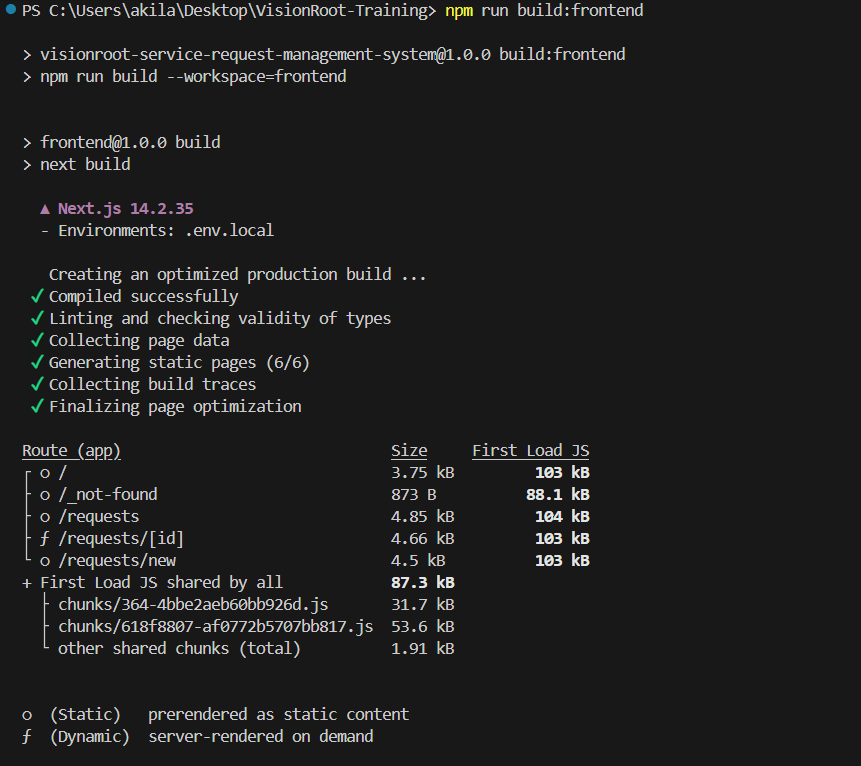 PS C:\Users\akila\Desktop\VisionRoot-Training> npm run build:frontend
> visionroot-service-request-management-system@1.0.0 build:frontend
> npm run build --workspace=frontend
> frontend@1.0.0 build
> next build
▲ Next.js 14.2.35
- Environments: .env.local
Creating an optimized production build ...
✓ Compiled successfully
✓ Linting and checking validity of types
✓ Collecting page data
✓ Generating static pages (6/6)
✓ Collecting build traces
✓ Finalizing page optimization
Route (app) Size First Load JS
┌ ○ / 3.75 kB 103 kB
├ ○ /_not-found 873 B 88.1 kB
├ ○ /requests 4.85 kB 104 kB
├ ƒ /requests/[id] 4.66 kB 103 kB
└ ○ /requests/new 4.5 kB 103 kB
+ First Load JS shared by all 87.3 kB
├ chunks/364-4bbe2aeb60bb926d.js 31.7 kB
├ chunks/618f8807-af0772b5707bb817.js 53.6 kB
└ other shared chunks (total) 1.91 kB
○ (Static) prerendered as static content
ƒ (Dynamic) server-rendered on demand